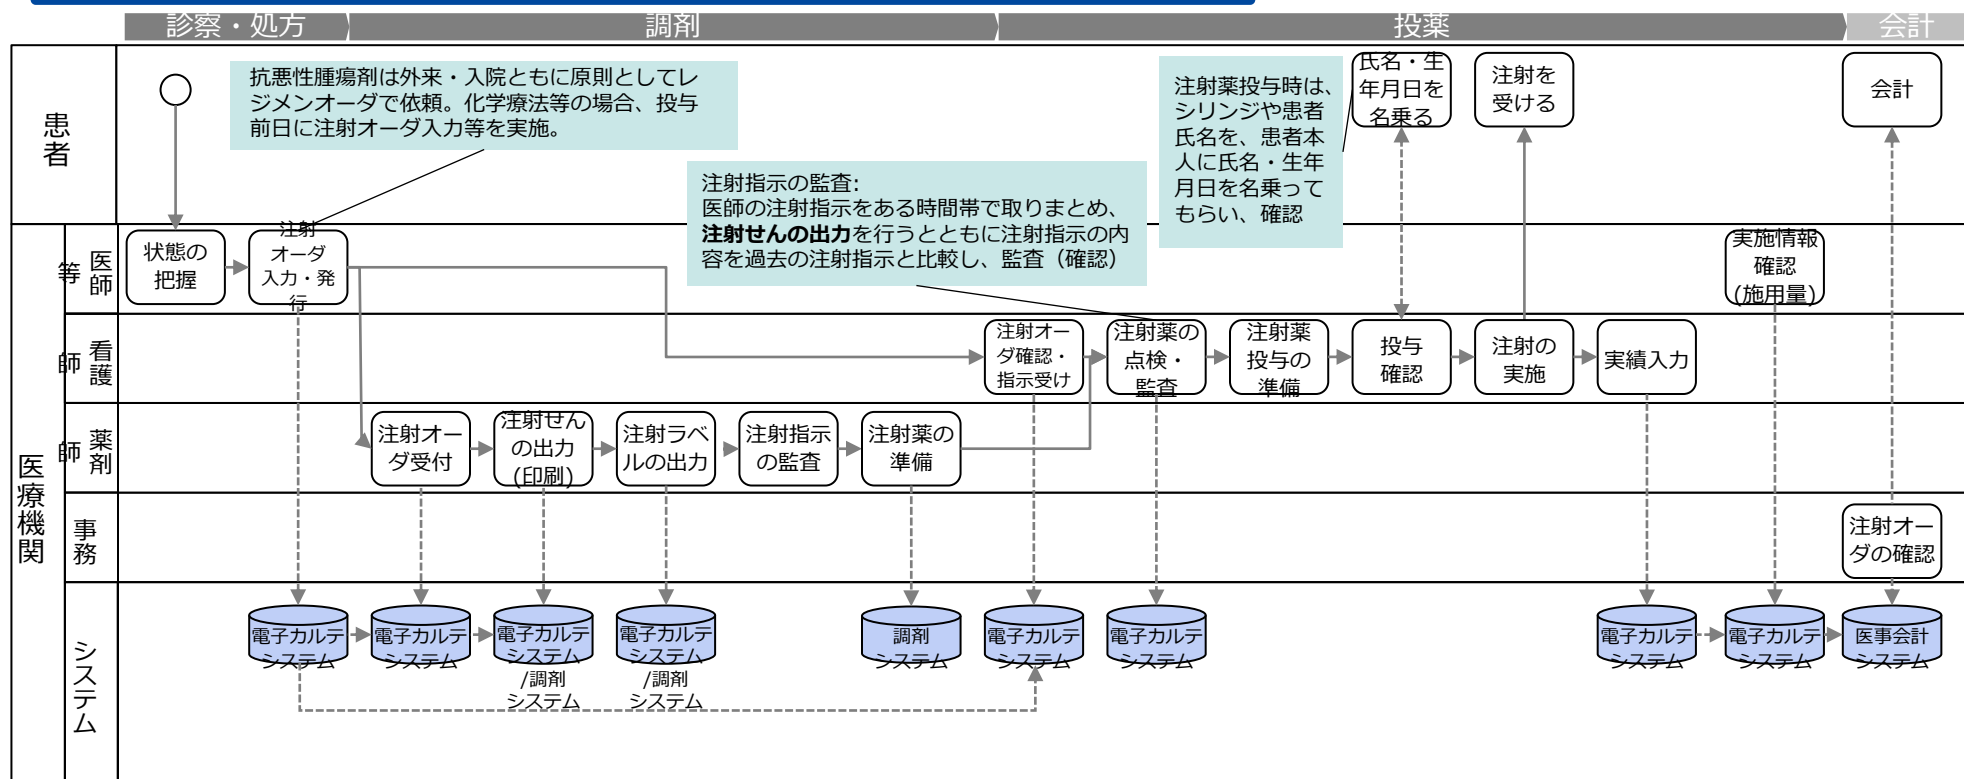 診察・処方
調剤
投薬
会計
患者
抗悪性腫瘍剤は外来・入院ともに原則としてレ
ジメンオーダで依頼。化学療法等の場合、投与
前日に注射オーダ入力等を実施。
注射指示の監査:
医師の注射指示をある時間帯で取りまとめ、
注射せんの出力を行うとともに注射指示の内
容を過去の注射指示と比較し、監査（確認）
注射薬投与時は、
シリンジや患者
氏名を、患者本
人に氏名・生年
月日を名乗って
もらい、確認
氏名・生
年月日を
名乗る
注射を
受ける
会計
医療機関
医師
等
状態の
把握
注射
オーダ
入力・発
行
実施情報
確認
(施用量)
看護
師
注射オー
ダ確認・
指示受け
注射薬の
点検・
監査
注射薬
投与の
準備
投与
確認
注射の
実施
実績入力
薬剤
師
注射オー
ダ受付
注射せん
の出力
(印刷)
注射ラベ
ルの出力
注射指示
の監査
注射薬の
準備
事務
注射オー
ダの確認
システム
電子カルテ
システム
電子カルテ
システム
電子カルテ
システム
/調剤
システム
電子カルテ
システム
/調剤
システム
調剤
システム
電子カルテ
システム
電子カルテ
システム
電子カルテ
システム
電子カルテ
システム
医事会計
システム